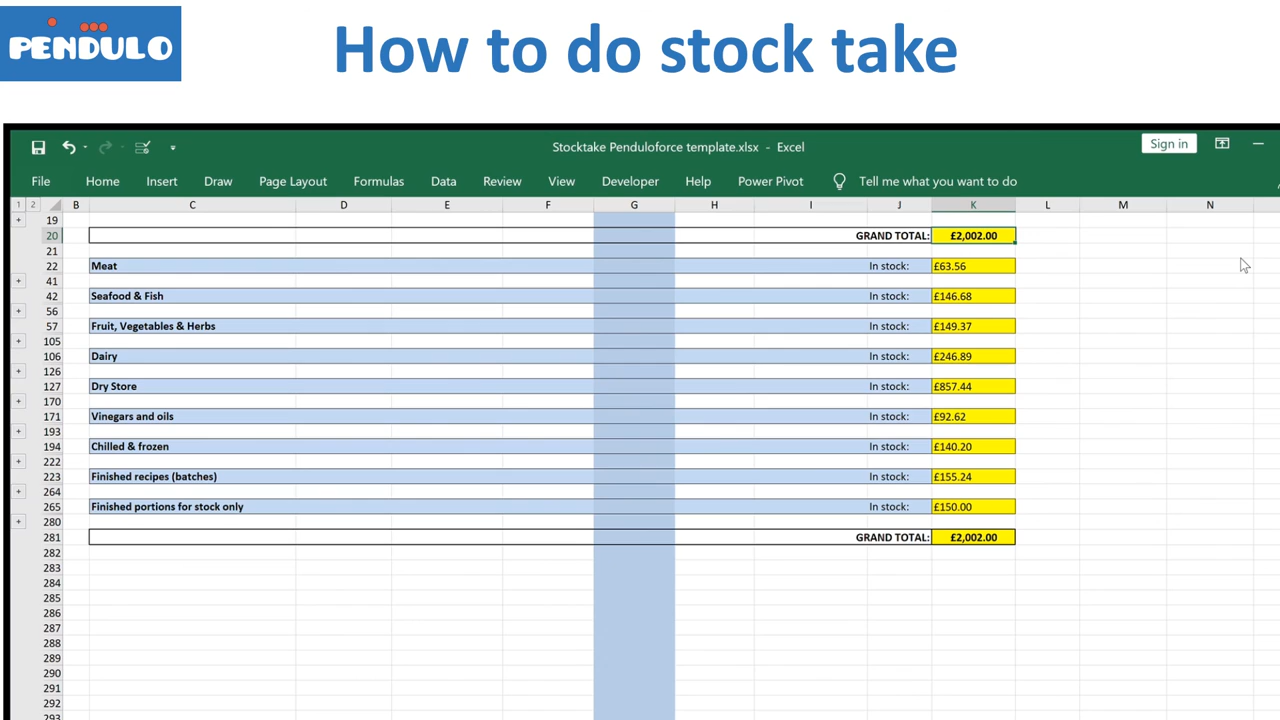 PENDULO
How to do stock take
Stocktake Penduloforce template.xlsx - Excel
Sign in
File Home Insert Draw Page Layout Formulas Data Review View Developer Help Power Pivot Tell me what you want to do
1 2 B C D E F G H I J K L M N
19
20 GRAND TOTAL: £2,002.00
21
22 Meat In stock: £63.56
41
42 Seafood & Fish In stock: £146.68
56
57 Fruit, Vegetables & Herbs In stock: £149.37
105
106 Dairy In stock: £246.89
126
127 Dry Store In stock: £857.44
170
171 Vinegars and oils In stock: £92.62
193
194 Chilled & frozen In stock: £140.20
222
223 Finished recipes (batches) In stock: £155.24
264
265 Finished portions for stock only In stock: £150.00
280
281 GRAND TOTAL: £2,002.00
282
283
284
285
286
287
288
289
290
291
292
293